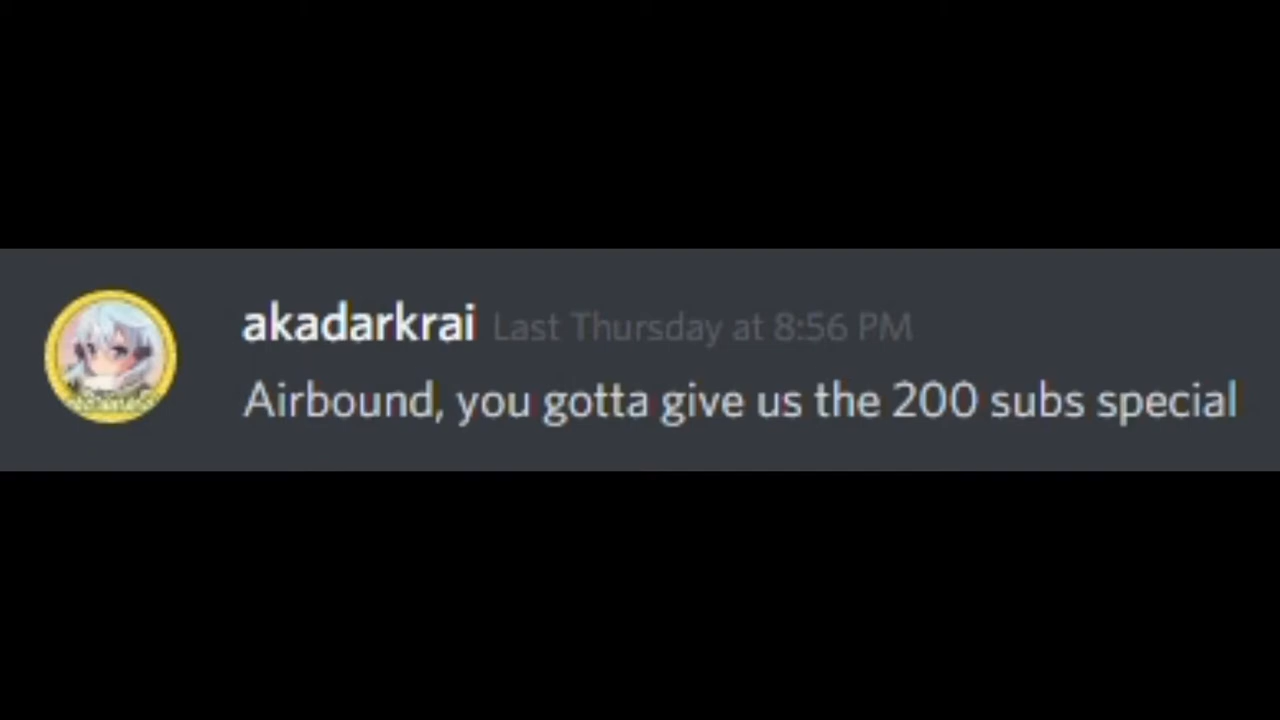 akadarkrai Last Thursday at 8:56 PM
Airbound, you gotta give us the 200 subs special